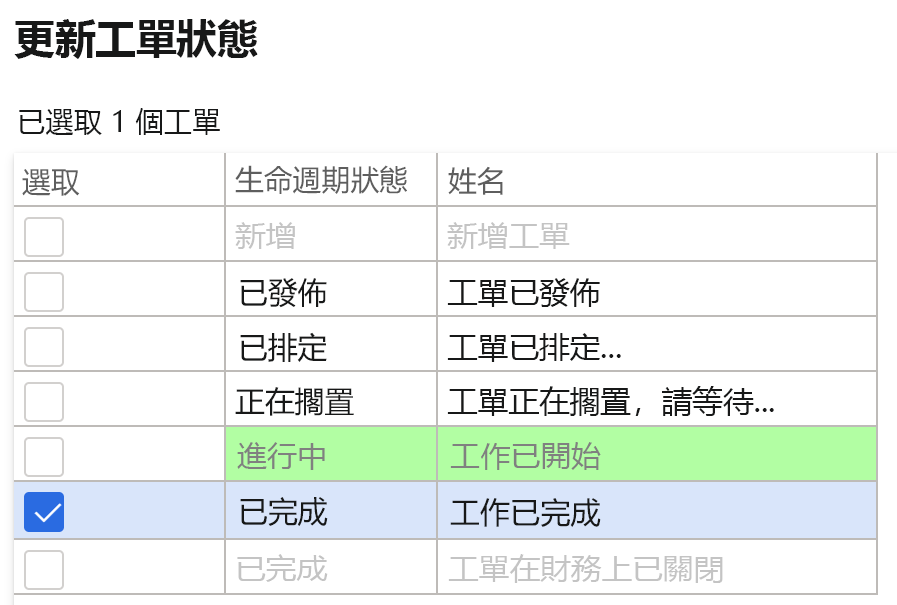 更新工單狀態
已選取 1 個工單
選取 生命週期狀態 姓名
新增 新增工單
已發佈 工單已發佈
已排定 工單已排定...
正在擱置 工單正在擱置，請等待...
進行中 工作已開始
已完成 工作已完成
已完成 工單在財務上已關閉